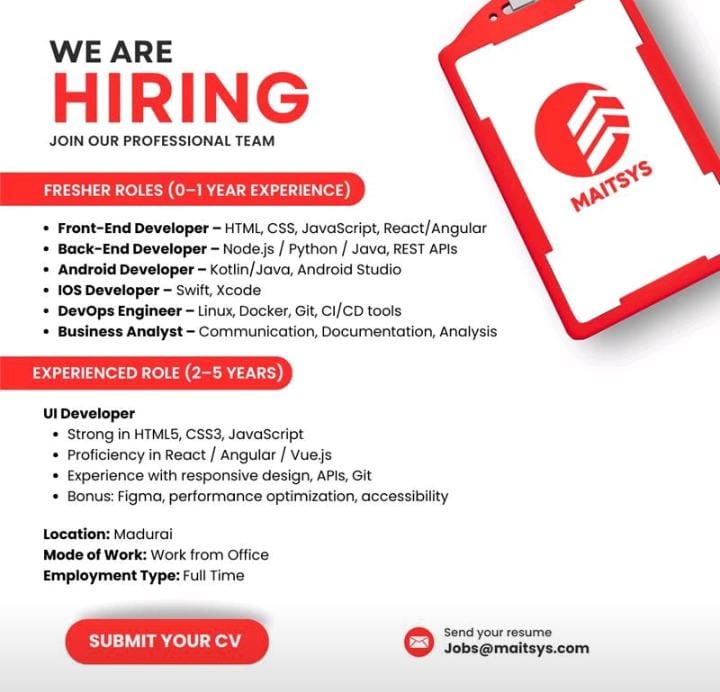 WE ARE
HIRING
JOIN OUR PROFESSIONAL TEAM
MAITSYS
FRESHER ROLES (0–1 YEAR EXPERIENCE)
• Front-End Developer – HTML, CSS, JavaScript, React/Angular
• Back-End Developer – Node.js / Python / Java, REST APIs
• Android Developer – Kotlin/Java, Android Studio
• IOS Developer – Swift, Xcode
• DevOps Engineer – Linux, Docker, Git, CI/CD tools
• Business Analyst – Communication, Documentation, Analysis
EXPERIENCED ROLE (2–5 YEARS)
UI Developer
• Strong in HTML5, CSS3, JavaScript
• Proficiency in React / Angular / Vue.js
• Experience with responsive design, APIs, Git
• Bonus: Figma, performance optimization, accessibility
Location: Madurai
Mode of Work: Work from Office
Employment Type: Full Time
SUBMIT YOUR CV
Send your resume
Jobs@maitsys.com